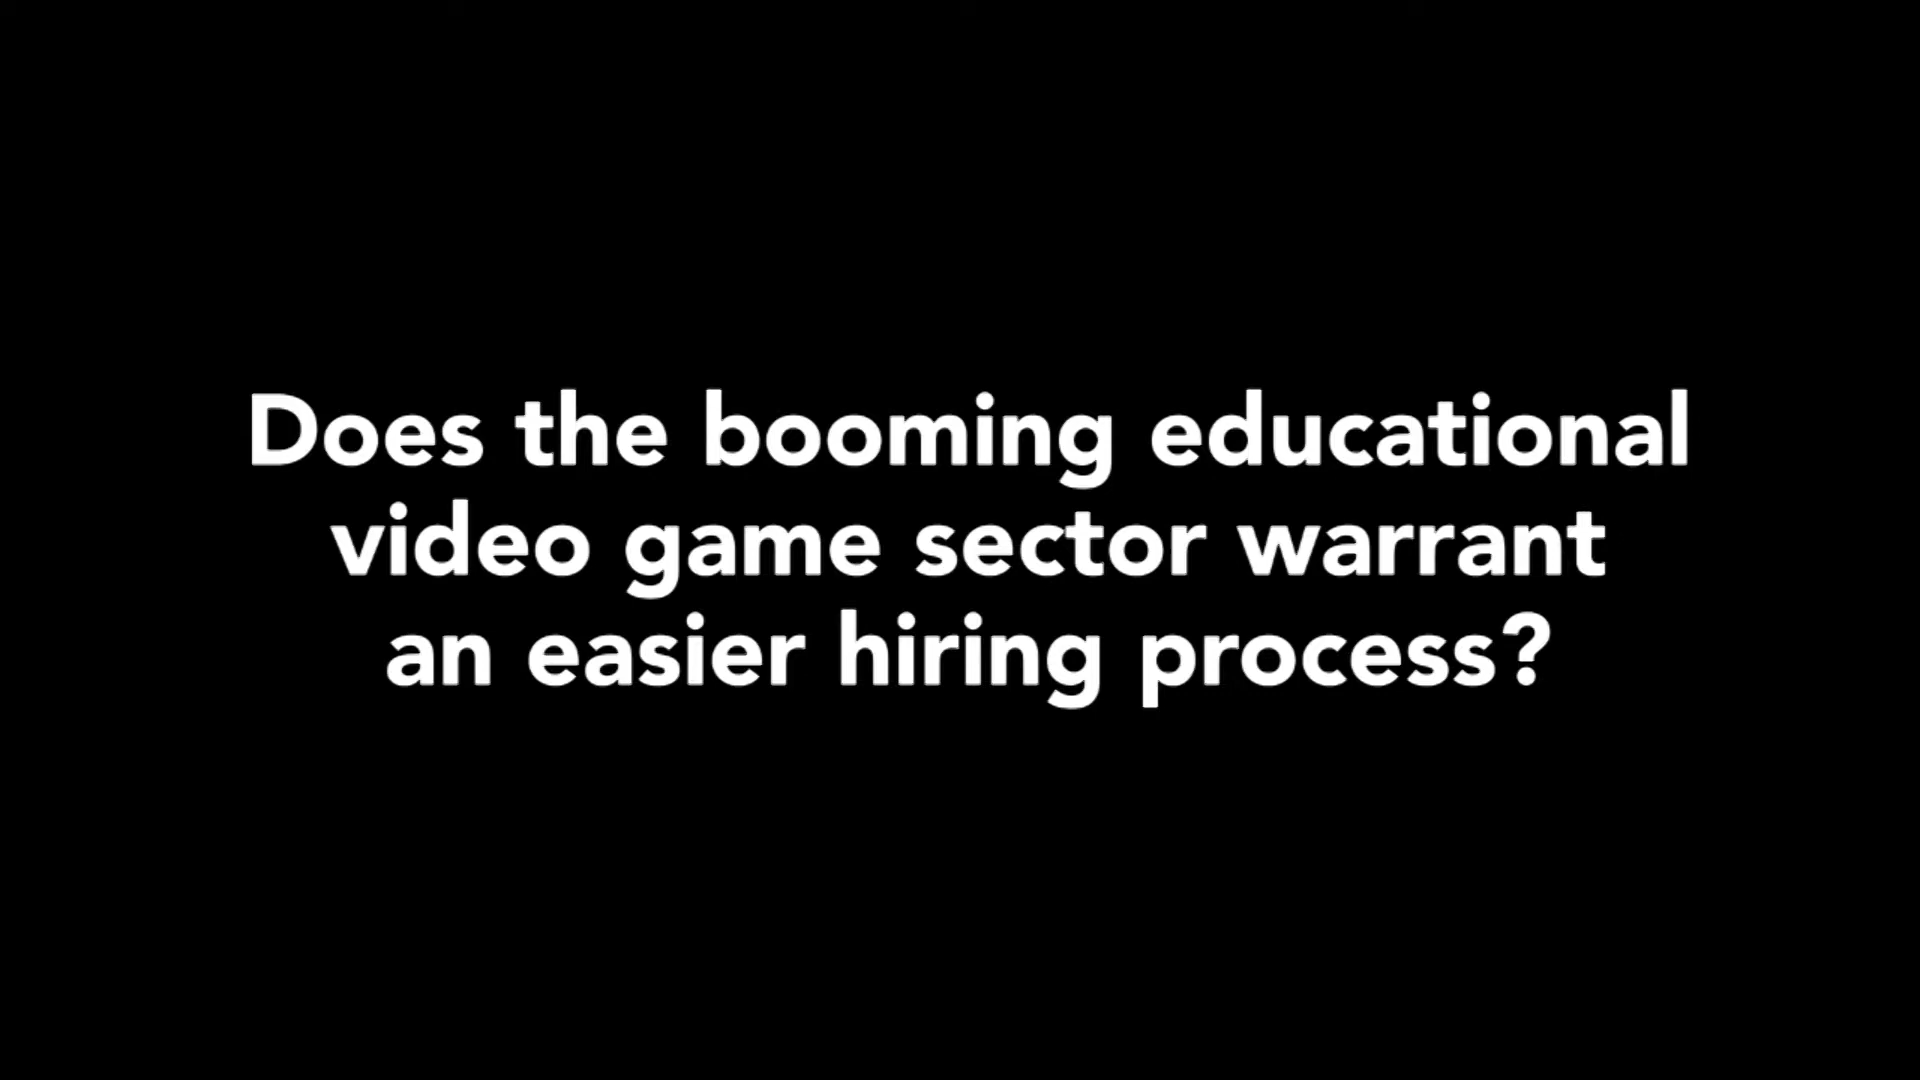 Does the booming educational
video game sector warrant
an easier hiring process?